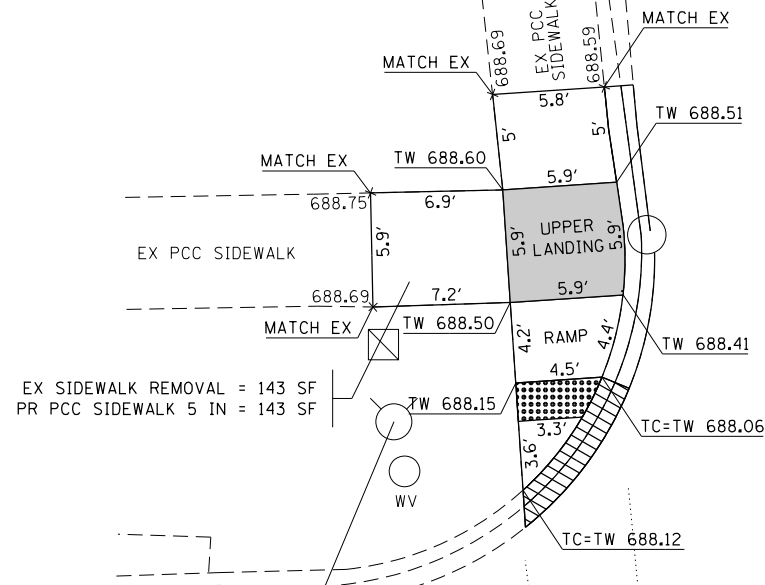 688.69
EX PCC
SIDEWALK
688.59
MATCH EX
MATCH EX
5.8'
TW 688.51
5'
5'
TW 688.60
MATCH EX
5.9'
688.75'
6.9'
UPPER
LANDING
5.9'
5.9'
5.9'
EX PCC SIDEWALK
688.69
7.2'
5.9'
MATCH EX
TW 688.50
4.2'
RAMP
4.4'
TW 688.41
4.5'
EX SIDEWALK REMOVAL = 143 SF
PR PCC SIDEWALK 5 IN = 143 SF
TW 688.15
3.3'
TC=TW 688.06
3.6'
WV
TC=TW 688.12